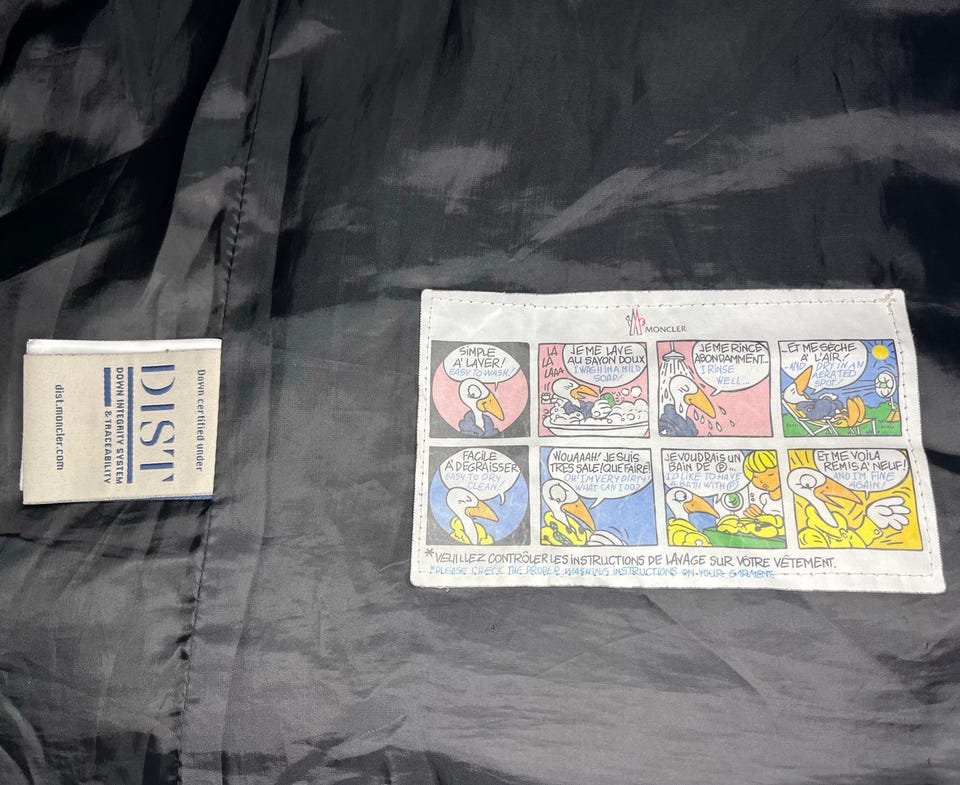 Down certified under
DIST
DOWN INTEGRITY SYSTEM
& TRACEABILITY
dist.moncler.com
MONCLER
SIMPLE
À LAVER!
EASY TO WASH!
LA
LA
LAAA
JE ME LAVE
AU SAVON DOUX
I WASH IN A MILD
SOAP!
JE ME RINCE
ABONDAMMENT...
I RINSE
WELL...
...ET ME SÈCHE
À L'AIR!
...AND DRY IN AN
AERATED
SPOT!
FACILE
À DÉGRAISSER
EASY TO DRY
CLEAN!
WOUAAAH! JE SUIS
TRÈS SALE! QUE FAIRE!
OH! I'M VERY DIRTY!
WHAT CAN I DO?
JE VOUDRAIS UN
BAIN DE Ⓟ...
I'D LIKE TO HAVE
A BATH WITH Ⓟ
ET ME VOILÀ
REMIS À NEUF!
AND I'M FINE
AGAIN!
*VEUILLEZ CONTRÔLER LES INSTRUCTIONS DE LAVAGE SUR VÔTRE VÊTEMENT.
*PLEASE CHECK THE PROPER WASHING INSTRUCTIONS ON YOUR GARMENT.